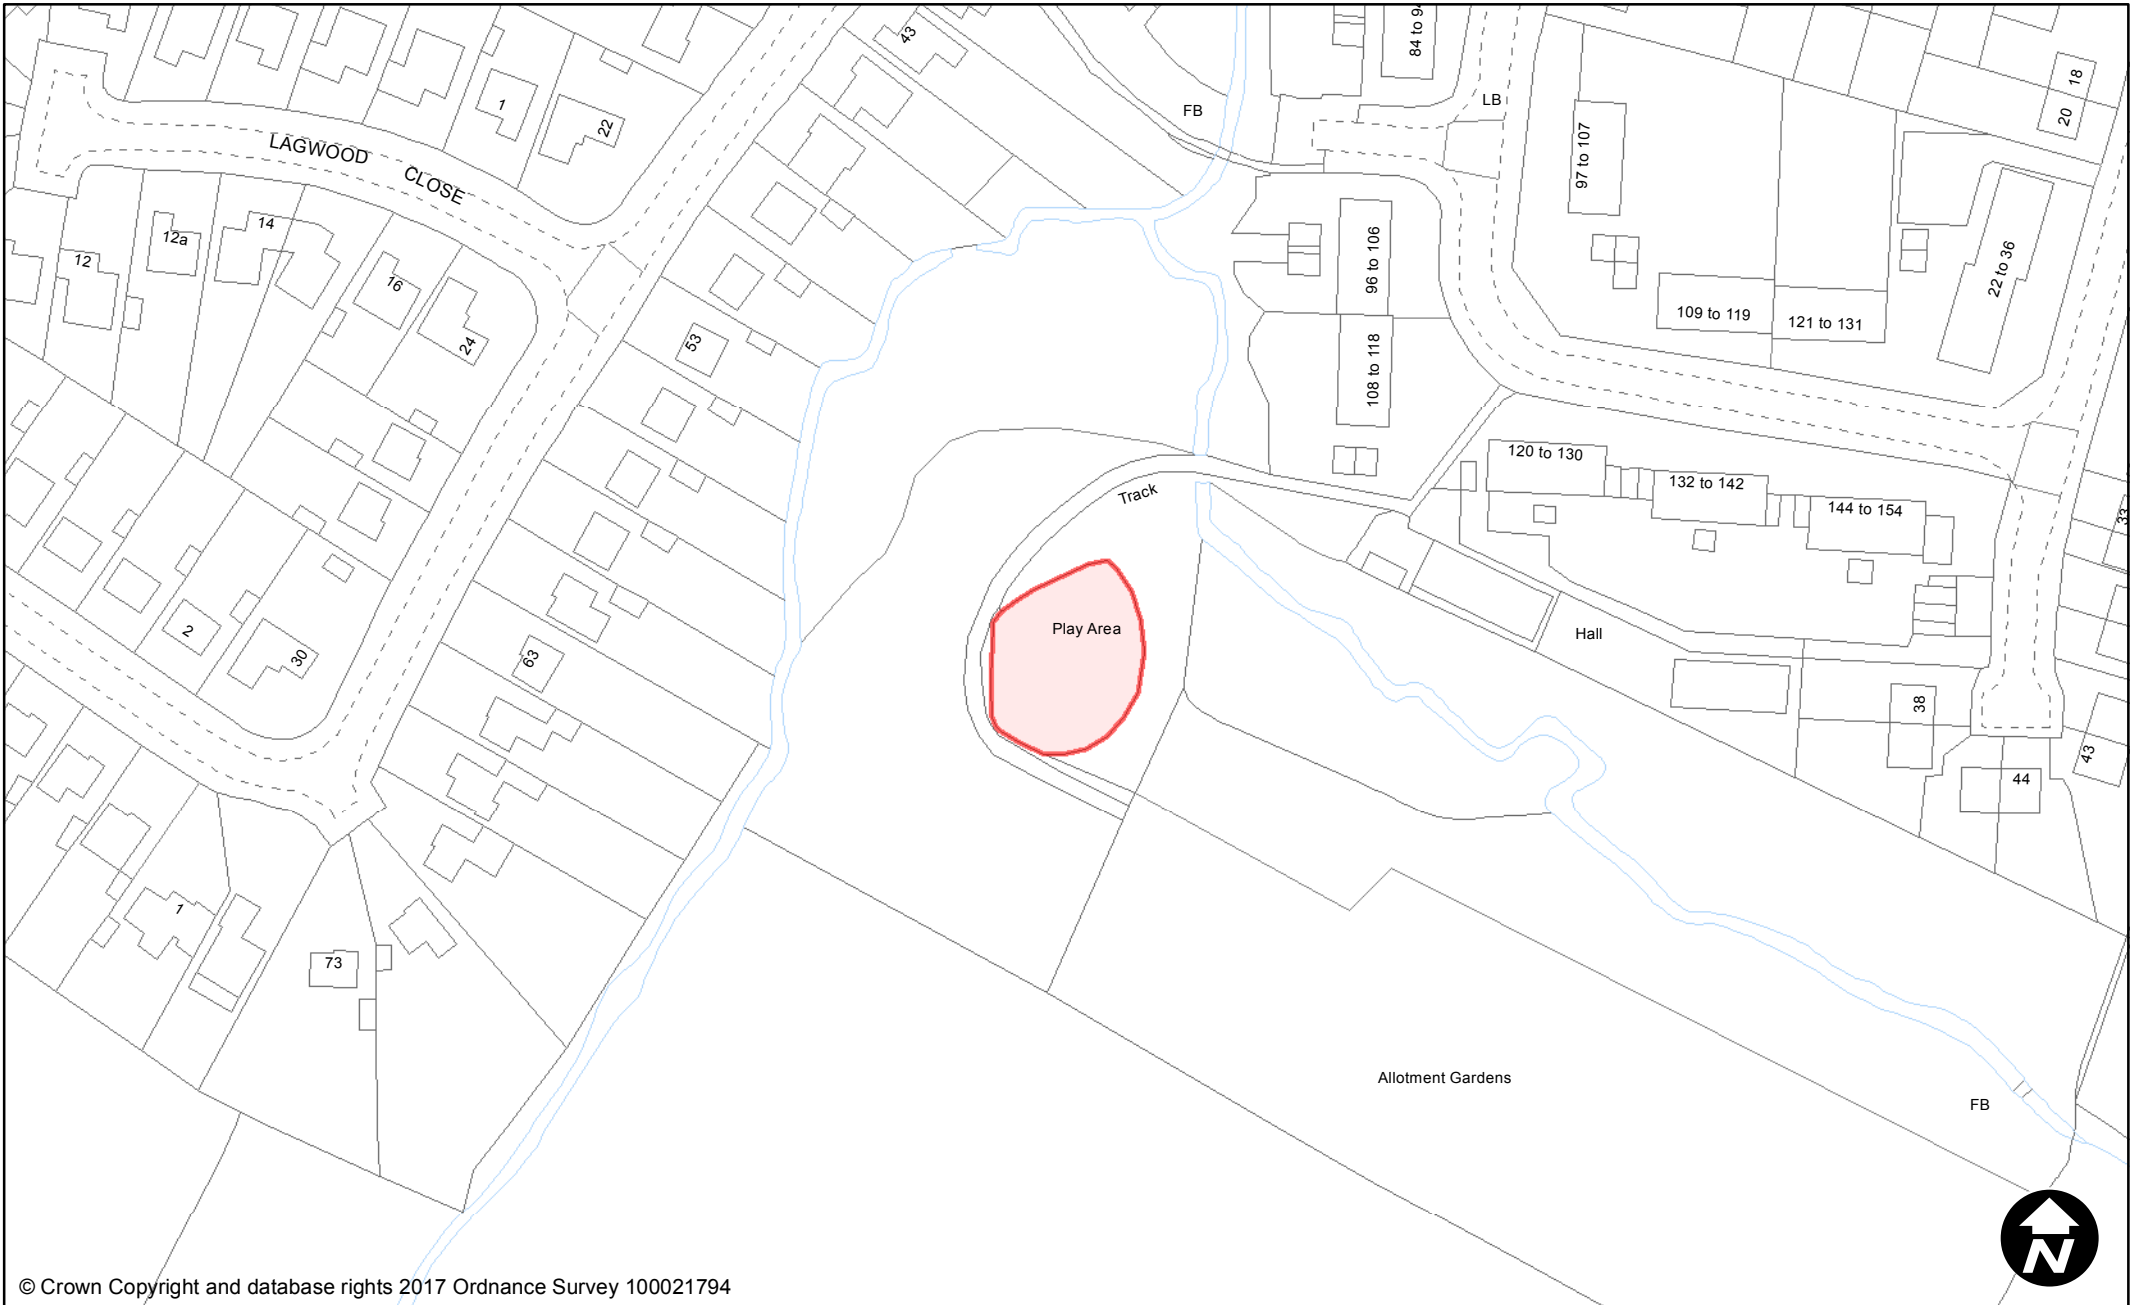 43
84 to 9
18
20
1
22
FB
LB
97 to 107
LAGWOOD
CLOSE
12
12a
14
16
24
96 to 106
22 to 36
109 to 119
121 to 131
53
108 to 118
120 to 130
132 to 142
144 to 154
33
Track
2
30
63
Play Area
Hall
38
43
44
1
73
Allotment Gardens
FB
N
© Crown Copyright and database rights 2017 Ordnance Survey 100021794